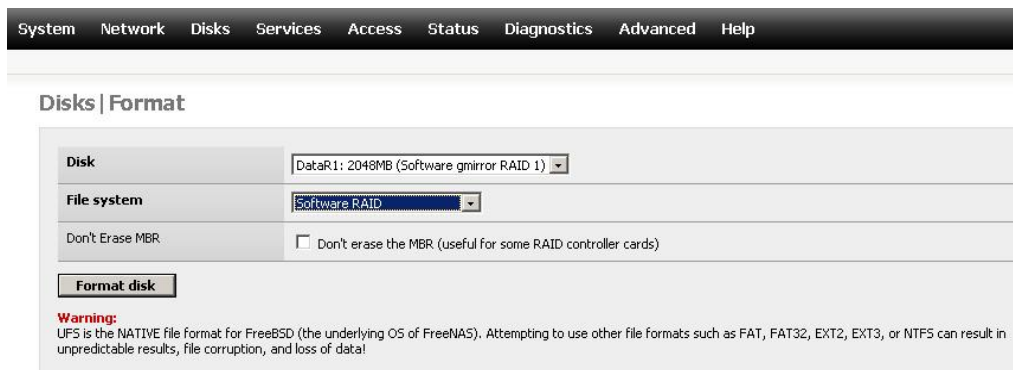 System Network Disks Services Access Status Diagnostics Advanced Help
Disks|Format
Disk
DataR1: 2048MB (Software gmirror RAID 1)
File system
Software RAID
Don't Erase MBR
Don't erase the MBR (useful for some RAID controller cards)
Format disk
Warning:
UFS is the NATIVE file format for FreeBSD (the underlying OS of FreeNAS). Attempting to use other file formats such as FAT, FAT32, EXT2, EXT3, or NTFS can result in
unpredictable results, file corruption, and loss of data!